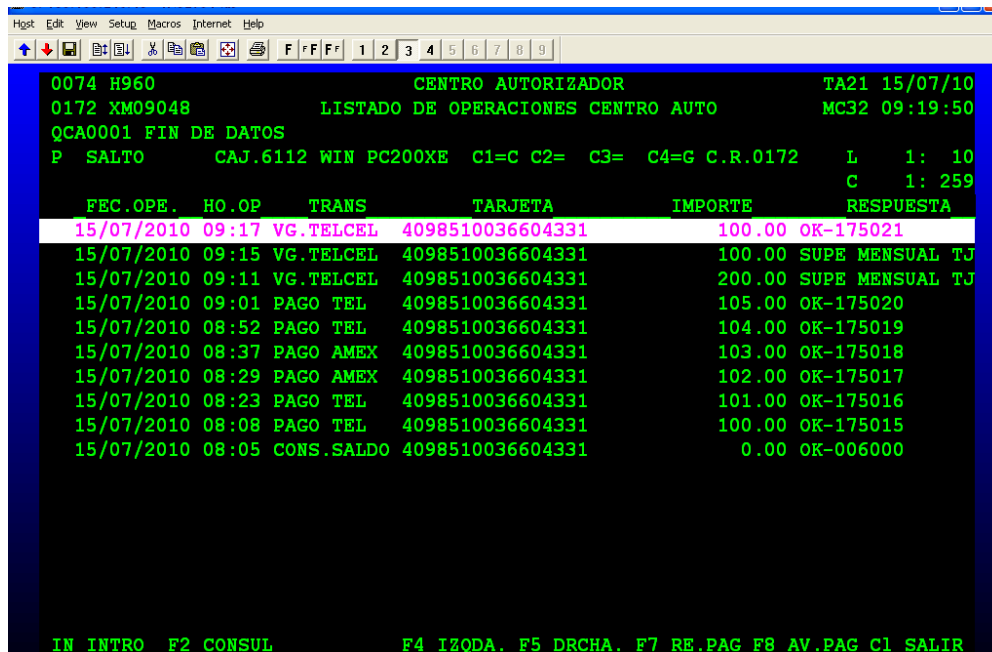 Host Edit View Setup Macros Internet Help
F FF FF 1 2 3 4 5 6 7 8 9
0074 H960 CENTRO AUTORIZADOR TA21 15/07/10
0172 XM09048 LISTADO DE OPERACIONES CENTRO AUTO MC32 09:19:50
QCA0001 FIN DE DATOS
P SALTO CAJ.6112 WIN PC200XE C1=C C2= C3= C4=G C.R.0172 L 1: 10
C 1: 259
FEC.OPE. HO.OP TRANS TARJETA IMPORTE RESPUESTA
15/07/2010 09:17 VG.TELCEL 4098510036604331 100.00 OK-175021
15/07/2010 09:15 VG.TELCEL 4098510036604331 100.00 SUPE MENSUAL TJ
15/07/2010 09:11 VG.TELCEL 4098510036604331 200.00 SUPE MENSUAL TJ
15/07/2010 09:01 PAGO TEL 4098510036604331 105.00 OK-175020
15/07/2010 08:52 PAGO TEL 4098510036604331 104.00 OK-175019
15/07/2010 08:37 PAGO AMEX 4098510036604331 103.00 OK-175018
15/07/2010 08:29 PAGO AMEX 4098510036604331 102.00 OK-175017
15/07/2010 08:23 PAGO TEL 4098510036604331 101.00 OK-175016
15/07/2010 08:08 PAGO TEL 4098510036604331 100.00 OK-175015
15/07/2010 08:05 CONS.SALDO 4098510036604331 0.00 OK-006000
IN INTRO F2 CONSUL F4 IZQDA. F5 DRCHA. F7 RE.PAG F8 AV.PAG Cl SALIR